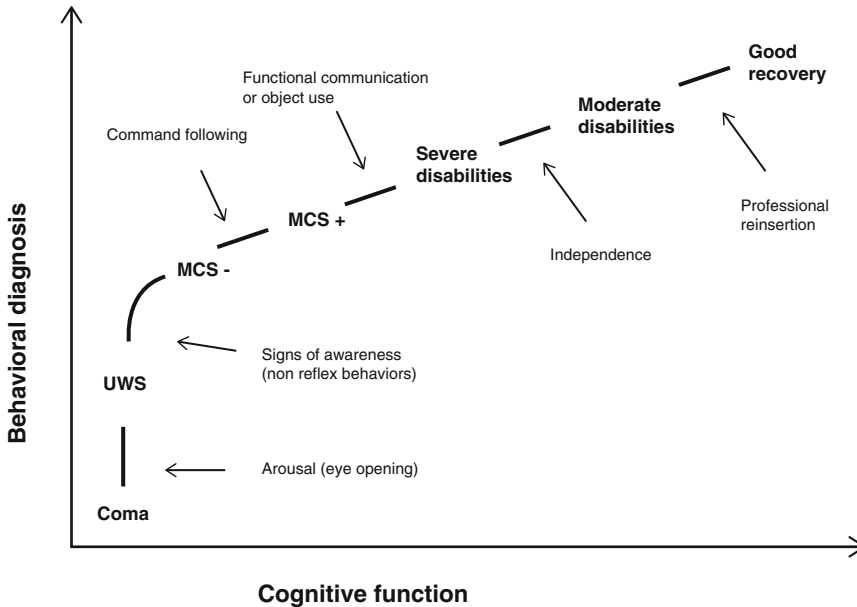 Good
recovery
Functional communication
or object use
Moderate
disabilities
Command following
Severe
disabilities
Professional
reinsertion
MCS +
Independence
MCS -
Signs of awareness
(non reflex behaviors)
UWS
Arousal (eye opening)
Coma
Behavioral diagnosis
Cognitive function